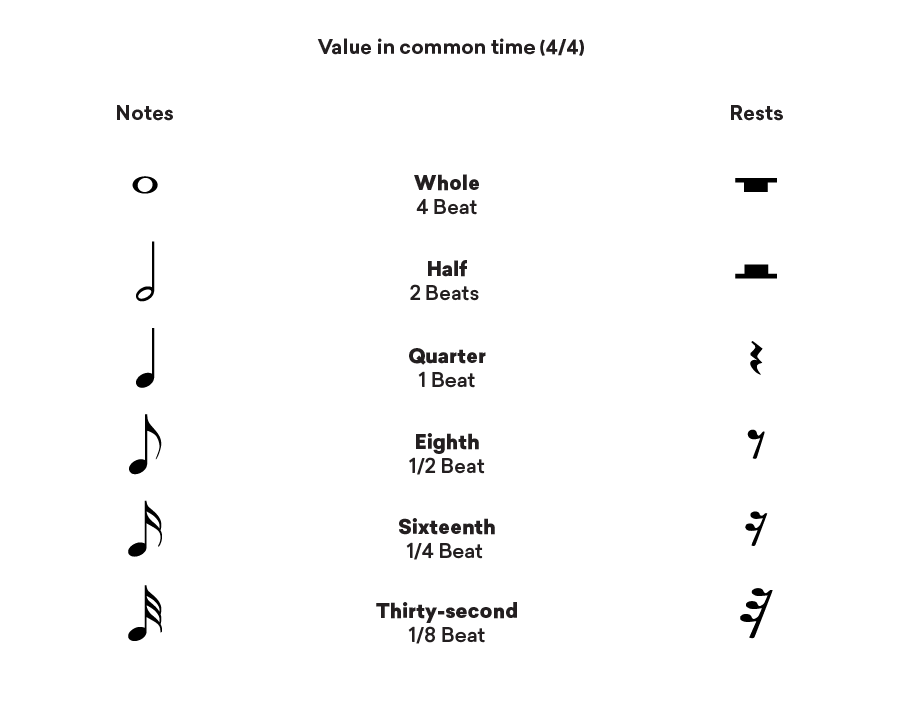 Value in common time (4/4)
Notes
Rests
Whole
4 Beat
Half
2 Beats
Quarter
1 Beat
Eighth
1/2 Beat
Sixteenth
1/4 Beat
Thirty-second
1/8 Beat